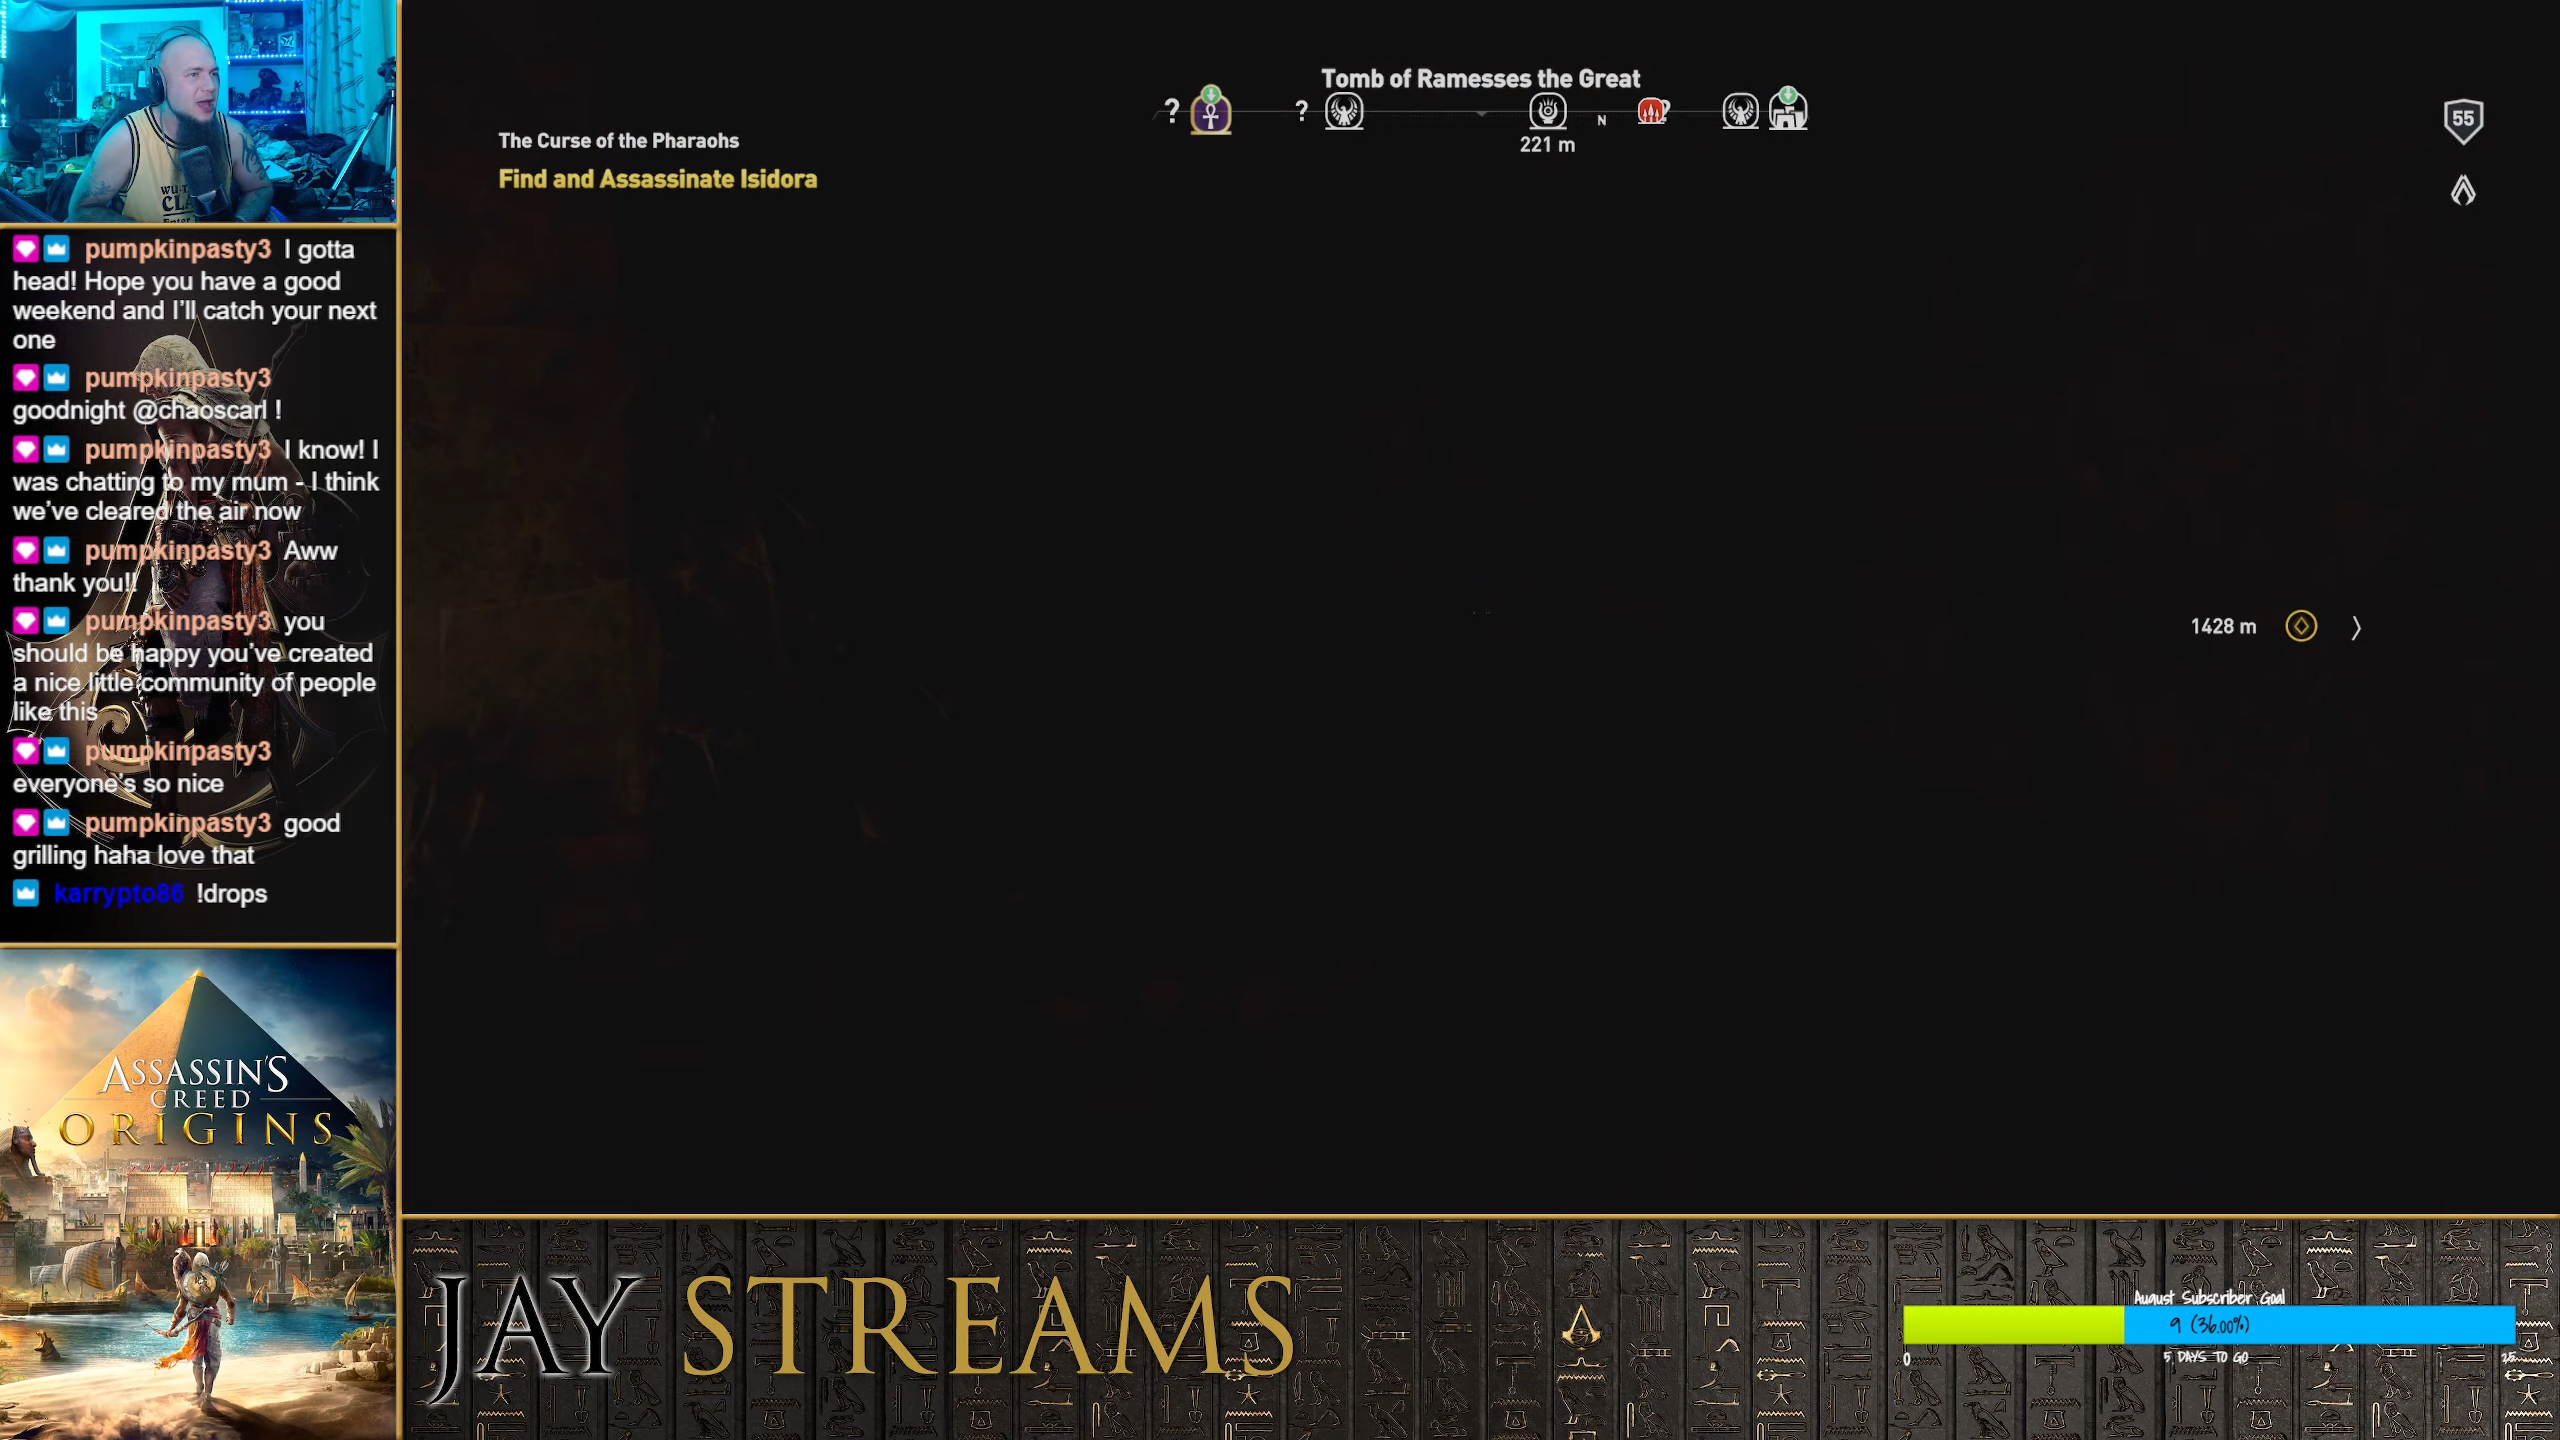 WU-T
CLA
Enter
pumpkinpasty3 I gotta
head! Hope you have a good
weekend and I'll catch your next
one
pumpkinpasty3
goodnight @chaoscarl !
pumpkinpasty3 I know! I
was chatting to my mum - I think
we've cleared the air now
pumpkinpasty3 Aww
thank you!!
pumpkinpasty3 you
should be happy you've created
a nice little community of people
like this
pumpkinpasty3
everyone's so nice
pumpkinpasty3 good
grilling haha love that
karrypto86 !drops
ASSASSIN'S
CREED
ORIGINS
The Curse of the Pharaohs
Find and Assassinate Isidora
Tomb of Ramesses the Great
? ? N ?
221 m
55
1428 m
JAY STREAMS
August Subscriber Goal
9 (36.00%)
0 5 DAYS TO GO 25